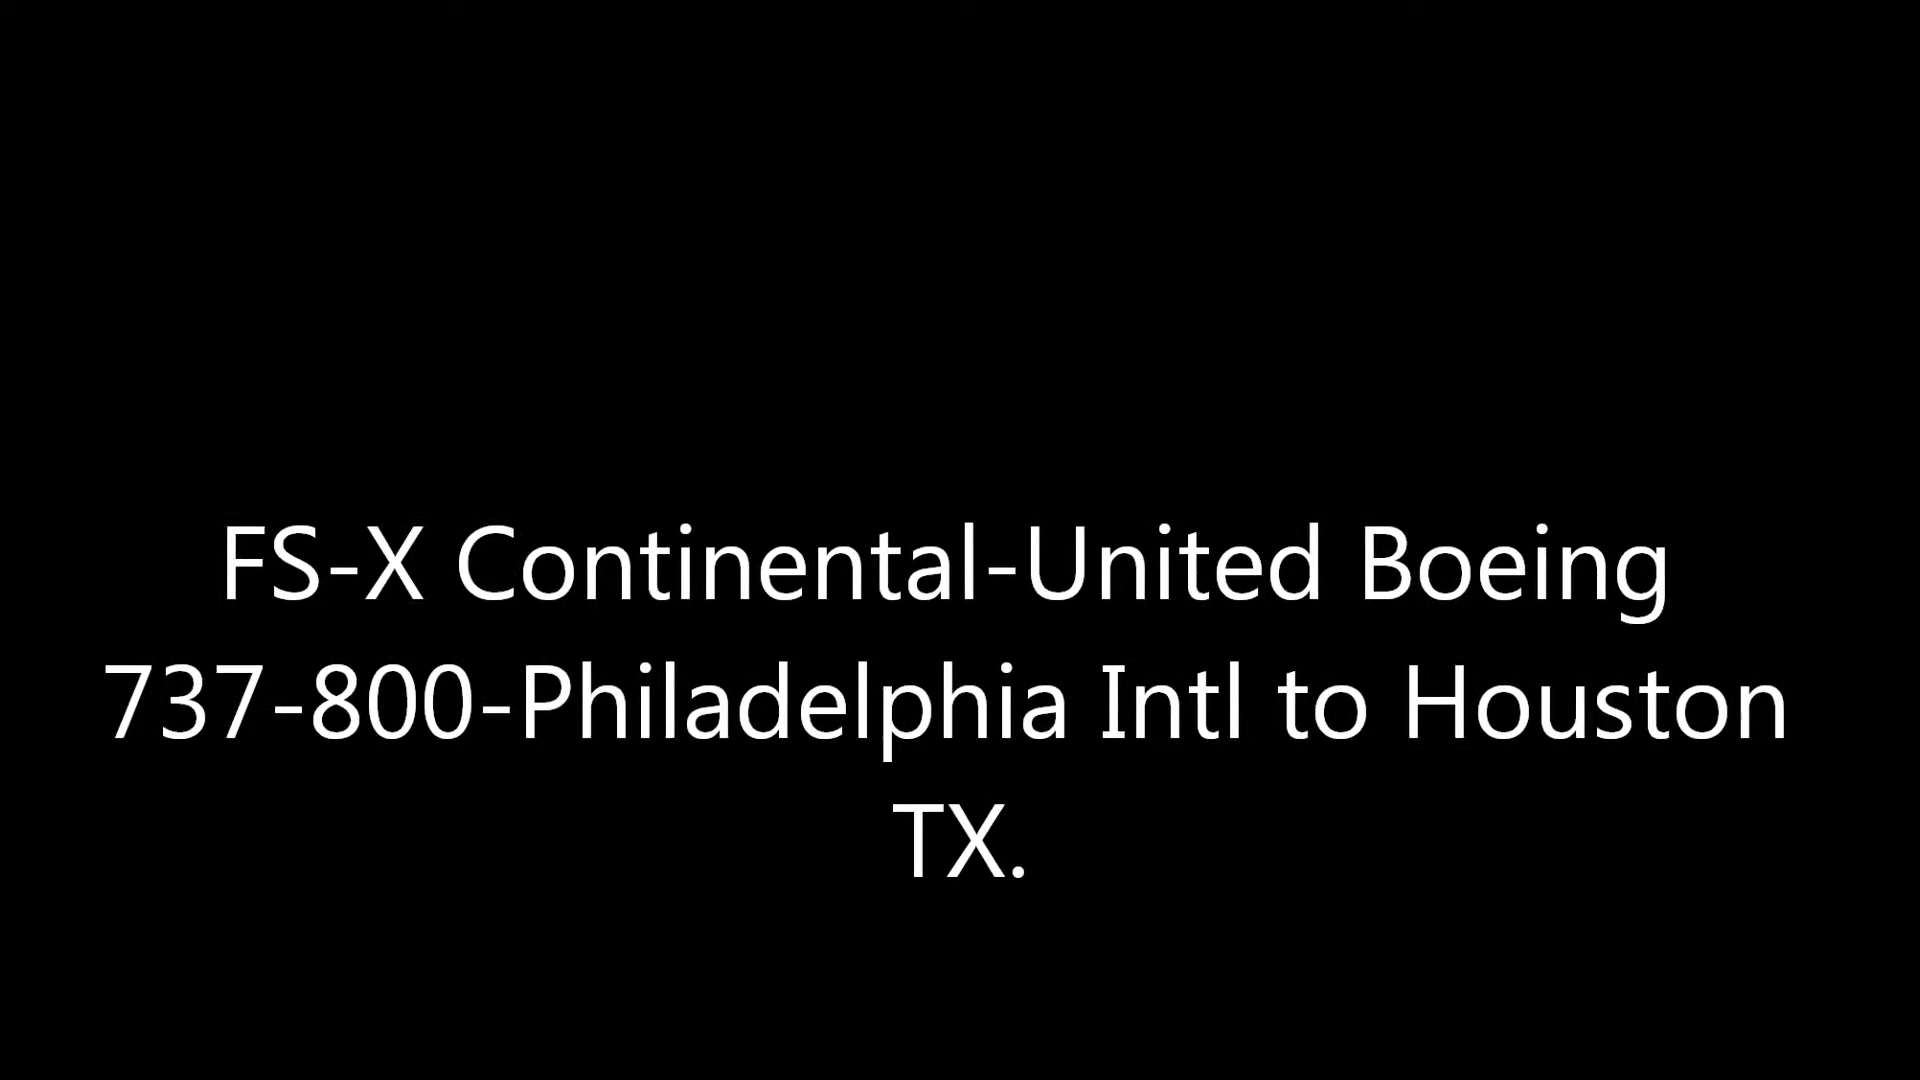 FS-X Continental-United Boeing
737-800-Philadelphia Intl to Houston
TX.